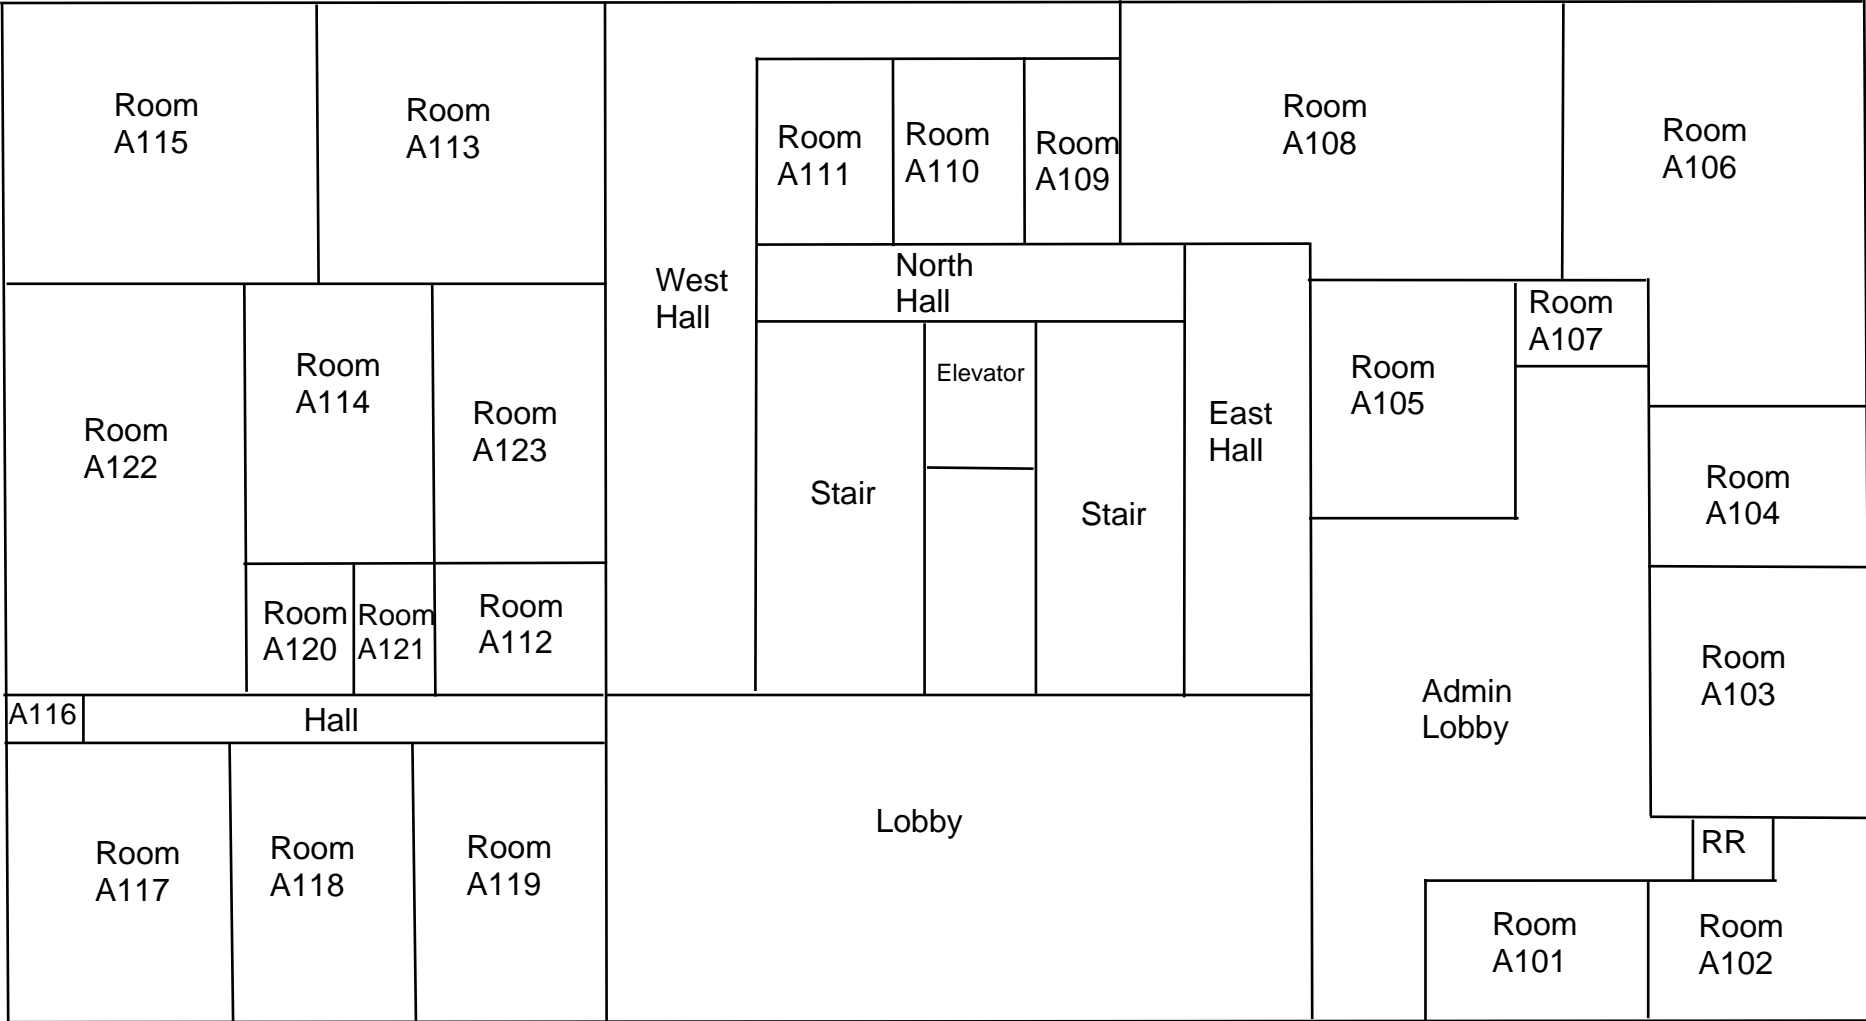 Room
A115
Room
A113
Room
A111
Room
A110
Room
A109
Room
A108
Room
A106
West
Hall
North
Hall
Room
A107
Room
A122
Room
A114
Room
A123
Elevator
East
Hall
Room
A105
Stair
Stair
Room
A104
Room
A120
Room
A121
Room
A112
Room
A103
A116
Hall
Admin
Lobby
Room
A117
Room
A118
Room
A119
Lobby
RR
Room
A101
Room
A102